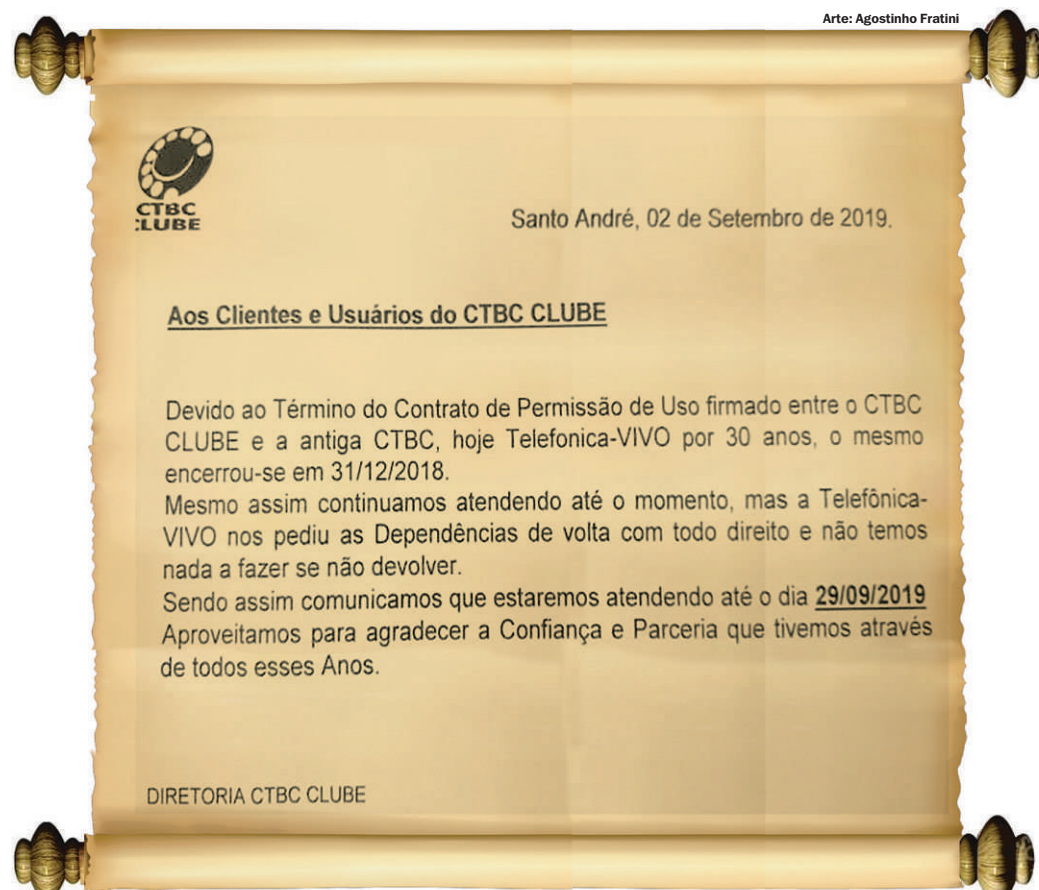 Arte: Agostinho Fratini
CTBC
CLUBE
Santo André, 02 de Setembro de 2019.
Aos Clientes e Usuários do CTBC CLUBE
Devido ao Término do Contrato de Permissão de Uso firmado entre o CTBC
CLUBE e a antiga CTBC, hoje Telefonica-VIVO por 30 anos, o mesmo
encerrou-se em 31/12/2018.
Mesmo assim continuamos atendendo até o momento, mas a Telefônica-
VIVO nos pediu as Dependências de volta com todo direito e não temos
nada a fazer se não devolver.
Sendo assim comunicamos que estaremos atendendo até o dia 29/09/2019
Aproveitamos para agradecer a Confiança e Parceria que tivemos através
de todos esses Anos.
DIRETORIA CTBC CLUBE